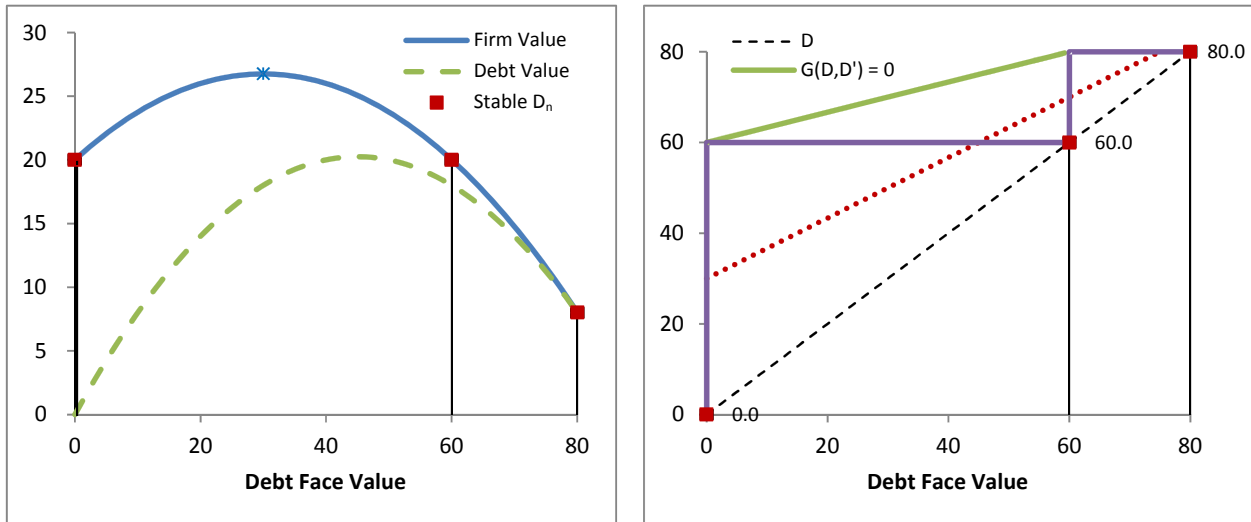 30
25
20
15
10
5
0
0 20 40 60 80
Debt Face Value
Firm Value
Debt Value
Stable Dn
80
60
40
20
0
0 20 40 60 80
Debt Face Value
D
G(D,D') = 0
80.0
60.0
0.0